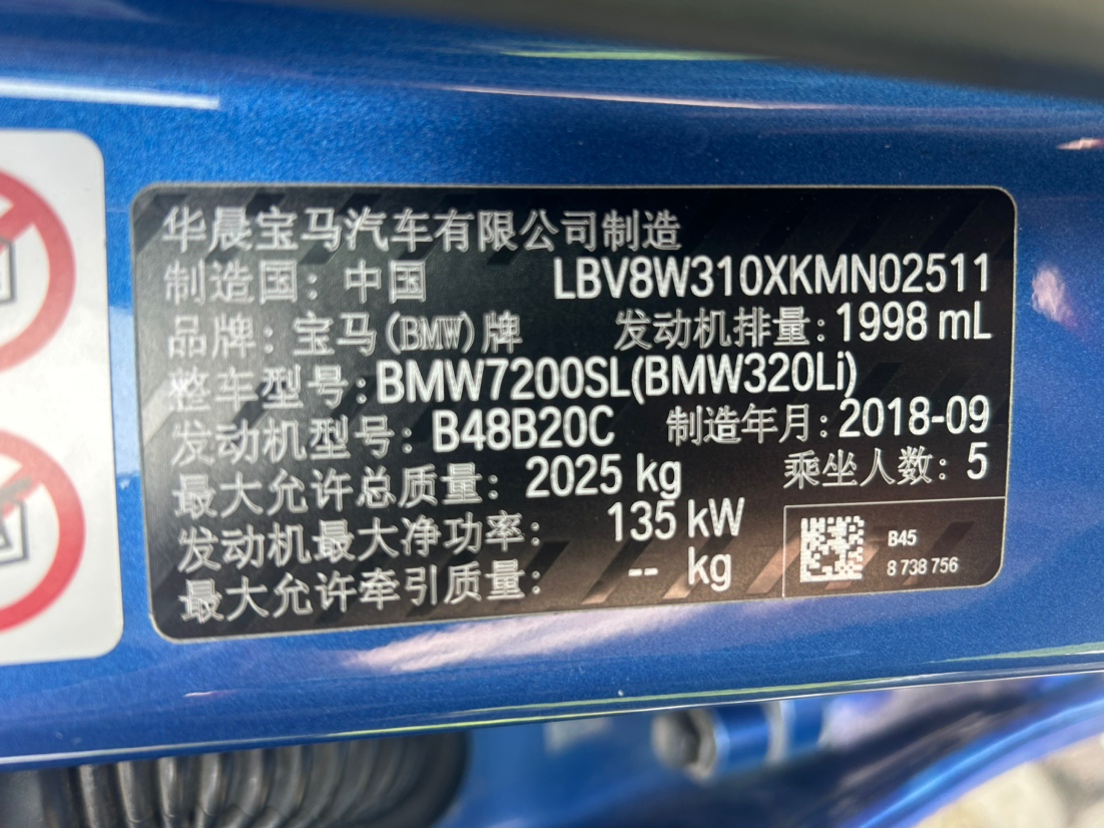 华晨宝马汽车有限公司制造
制造国：中国 LBV8W310XKMN02511
品牌：宝马(BMW)牌 发动机排量：1998 mL
整车型号：BMW7200SL(BMW320Li)
发动机型号：B48B20C 制造年月：2018-09
最大允许总质量：2025 kg 乘坐人数：5
发动机最大净功率：135 kW
最大允许牵引质量：-- kg
B45
8 738 756